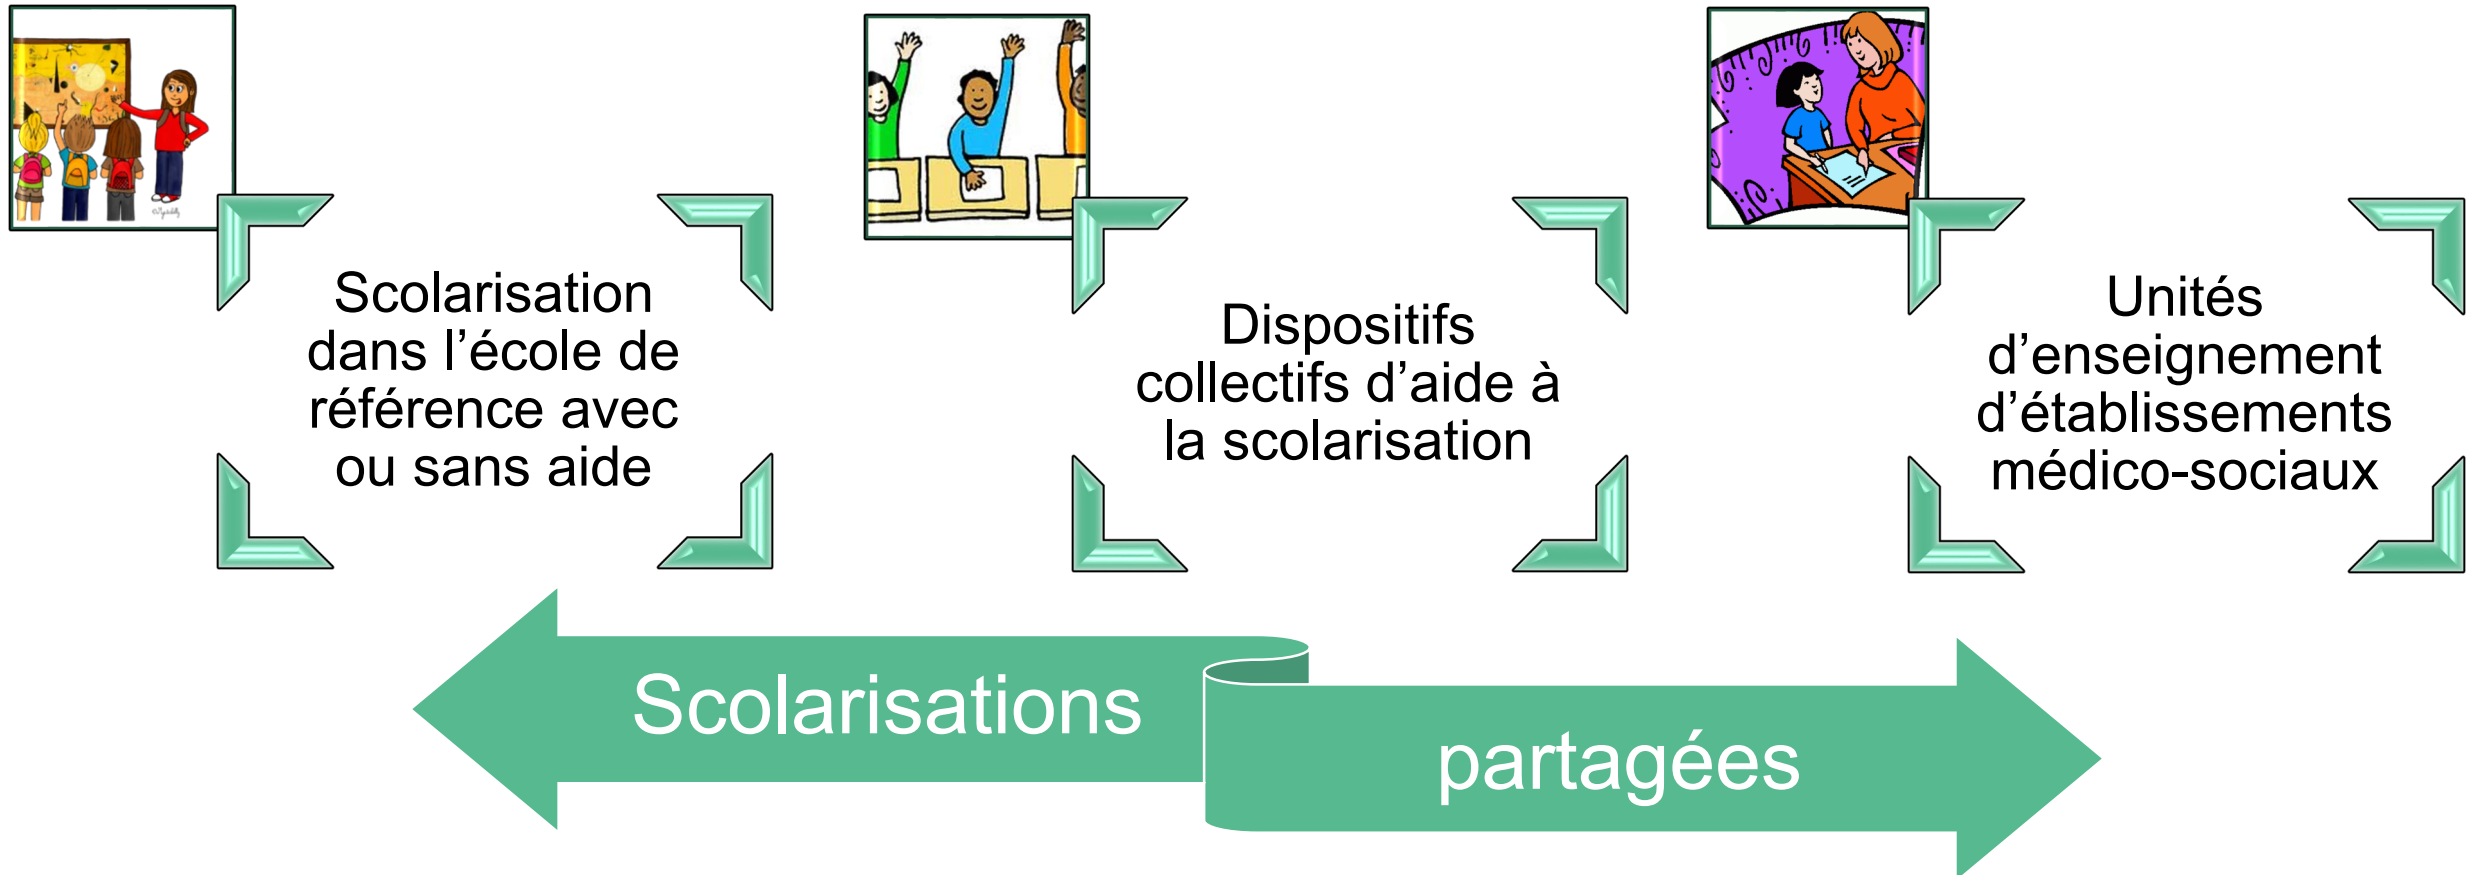 Scolarisation
dans l’école de
référence avec
ou sans aide
Dispositifs
collectifs d’aide à
la scolarisation
Unités
d’enseignement
d’établissements
médico-sociaux
Scolarisations
partagées